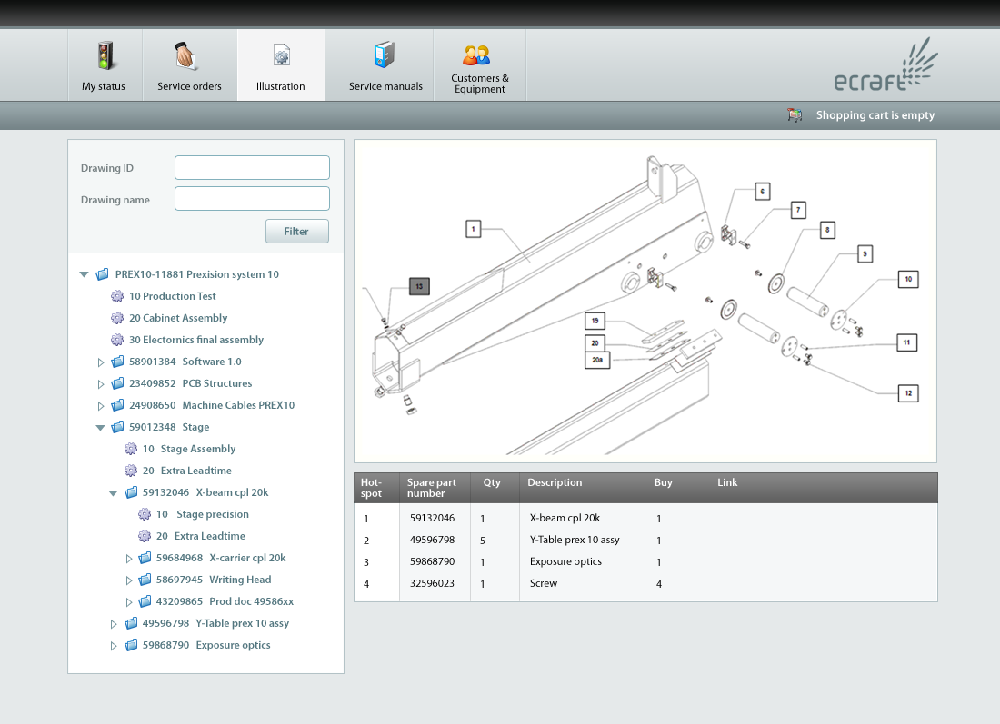 My status
Service orders
Illustration
Service manuals
Customers &
Equipment
ecraft
Shopping cart is empty
Drawing ID
Drawing name
Filter
PREX10-11881 Prexision system 10
10 Production Test
20 Cabinet Assembly
30 Electornics final assembly
58901384 Software 1.0
23409852 PCB Structures
24908650 Machine Cables PREX10
59012348 Stage
10 Stage Assembly
20 Extra Leadtime
59132046 X-beam cpl 20k
10 Stage precision
20 Extra Leadtime
59684968 X-carrier cpl 20k
58697945 Writing Head
43209865 Prod doc 49586xx
49596798 Y-Table prex 10 assy
59868790 Exposure optics
6
7
1
8
9
10
13
19
11
20
20a
12
Hot-
spot
Spare part
number
Qty
Description
Buy
Link
1 59132046 1 X-beam cpl 20k 1
2 49596798 5 Y-Table prex 10 assy 1
3 59868790 1 Exposure optics 1
4 32596023 1 Screw 4